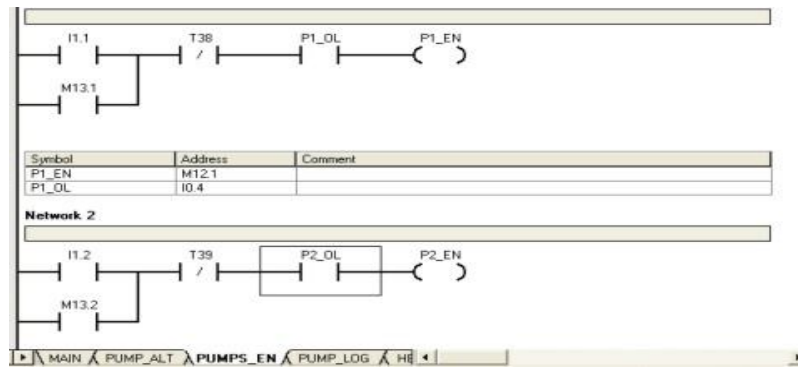 I1.1 T38 P1_OL P1_EN
M13.1
Symbol Address Comment
P1_EN M12.1
P1_OL I0.4
Network 2
I1.2 T39 P2_OL P2_EN
M13.2
MAIN PUMP_ALT PUMPS_EN PUMP_LOG